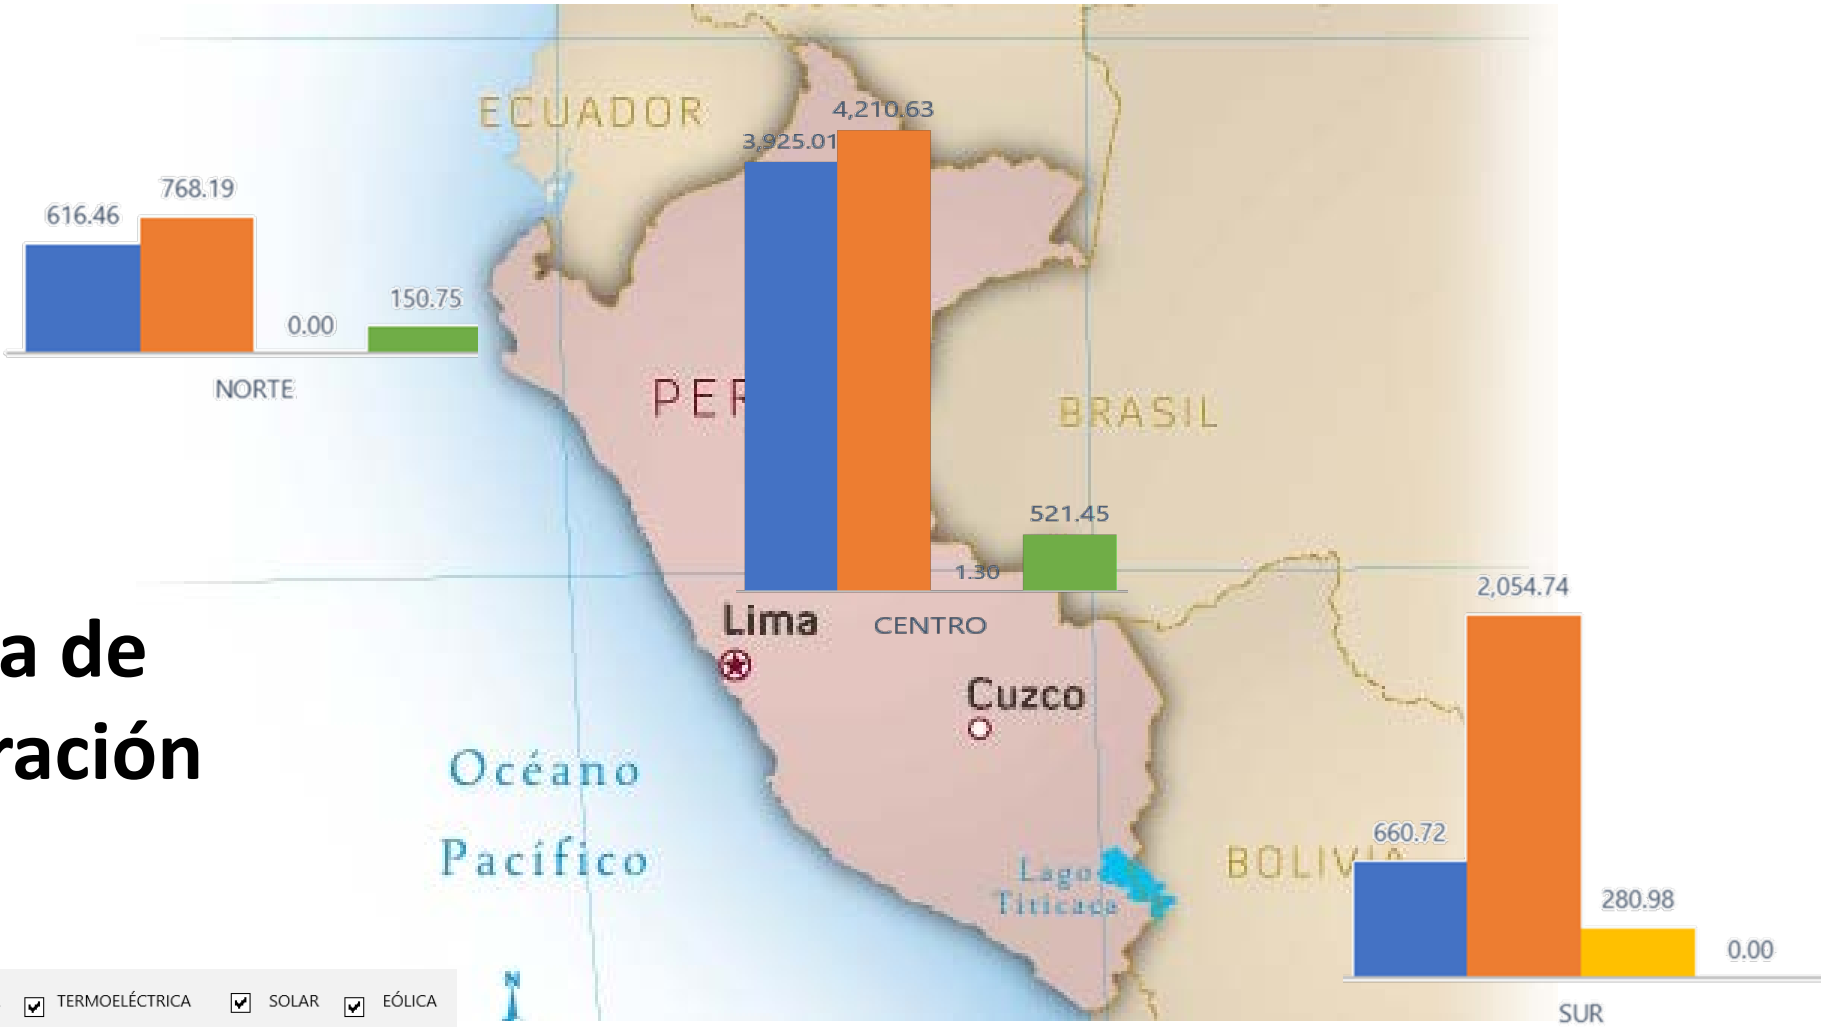 ECUADOR
4,210.63
3,925.01
768.19
616.46
150.75
0.00
NORTE
PER
BRASIL
521.45
1.30
2,054.74
Lima
CENTRO
a de
ración
Cuzco
Océano
Pacífico
660.72
BOLIVIA
Lago
Titicaca
280.98
0.00
N
TERMOELÉCTRICA SOLAR EÓLICA
SUR